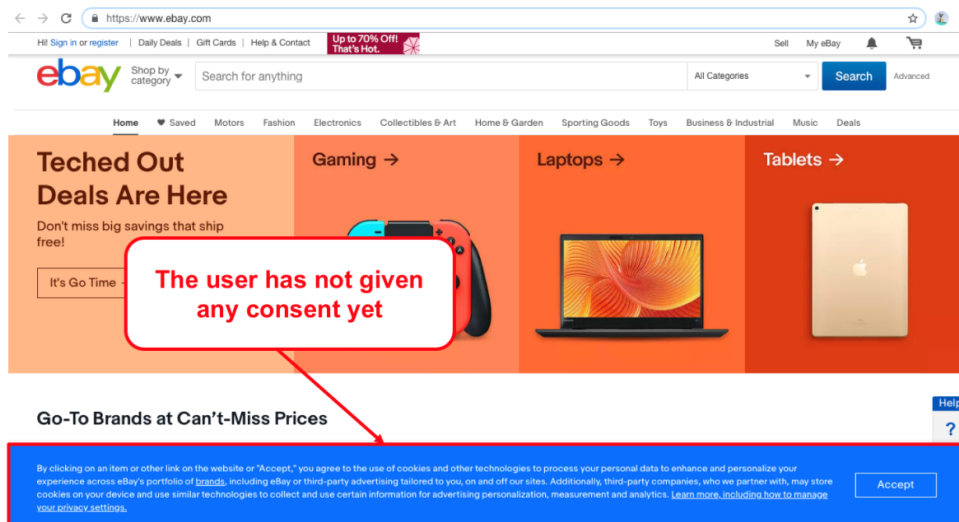 https://www.ebay.com
Hi! Sign in or register | Daily Deals | Gift Cards | Help & Contact
Up to 70% Off!
That's Hot.
Sell My eBay
ebay
Shop by
category
Search for anything
All Categories
Search
Advanced
Home Saved Motors Fashion Electronics Collectibles & Art Home & Garden Sporting Goods Toys Business & Industrial Music Deals
Teched Out
Deals Are Here
Don't miss big savings that ship
free!
It's Go Time
Gaming →
Laptops →
Tablets →
The user has not given
any consent yet
Go-To Brands at Can't-Miss Prices
Help
?
By clicking on an item or other link on the website or "Accept," you agree to the use of cookies and other technologies to process your personal data to enhance and personalize your
experience across eBay's portfolio of brands, including eBay or third-party advertising tailored to you, on and off our sites. Additionally, third-party companies, who we partner with, may store
cookies on your device and use similar technologies to collect and use certain information for advertising personalization, measurement and analytics. Learn more, including how to manage
your privacy settings.
Accept